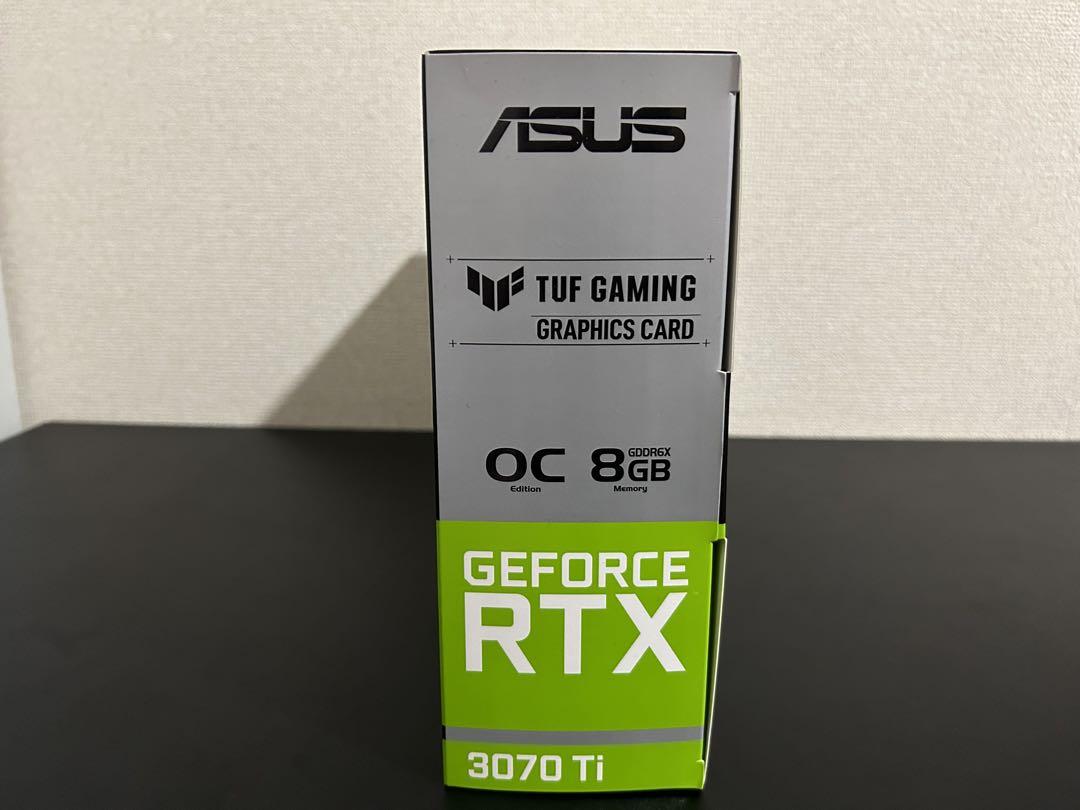 ASUS
TUF GAMING
GRAPHICS CARD
OC
Edition
8GB
GDDR6X
Memory
GEFORCE
RTX
3070 Ti